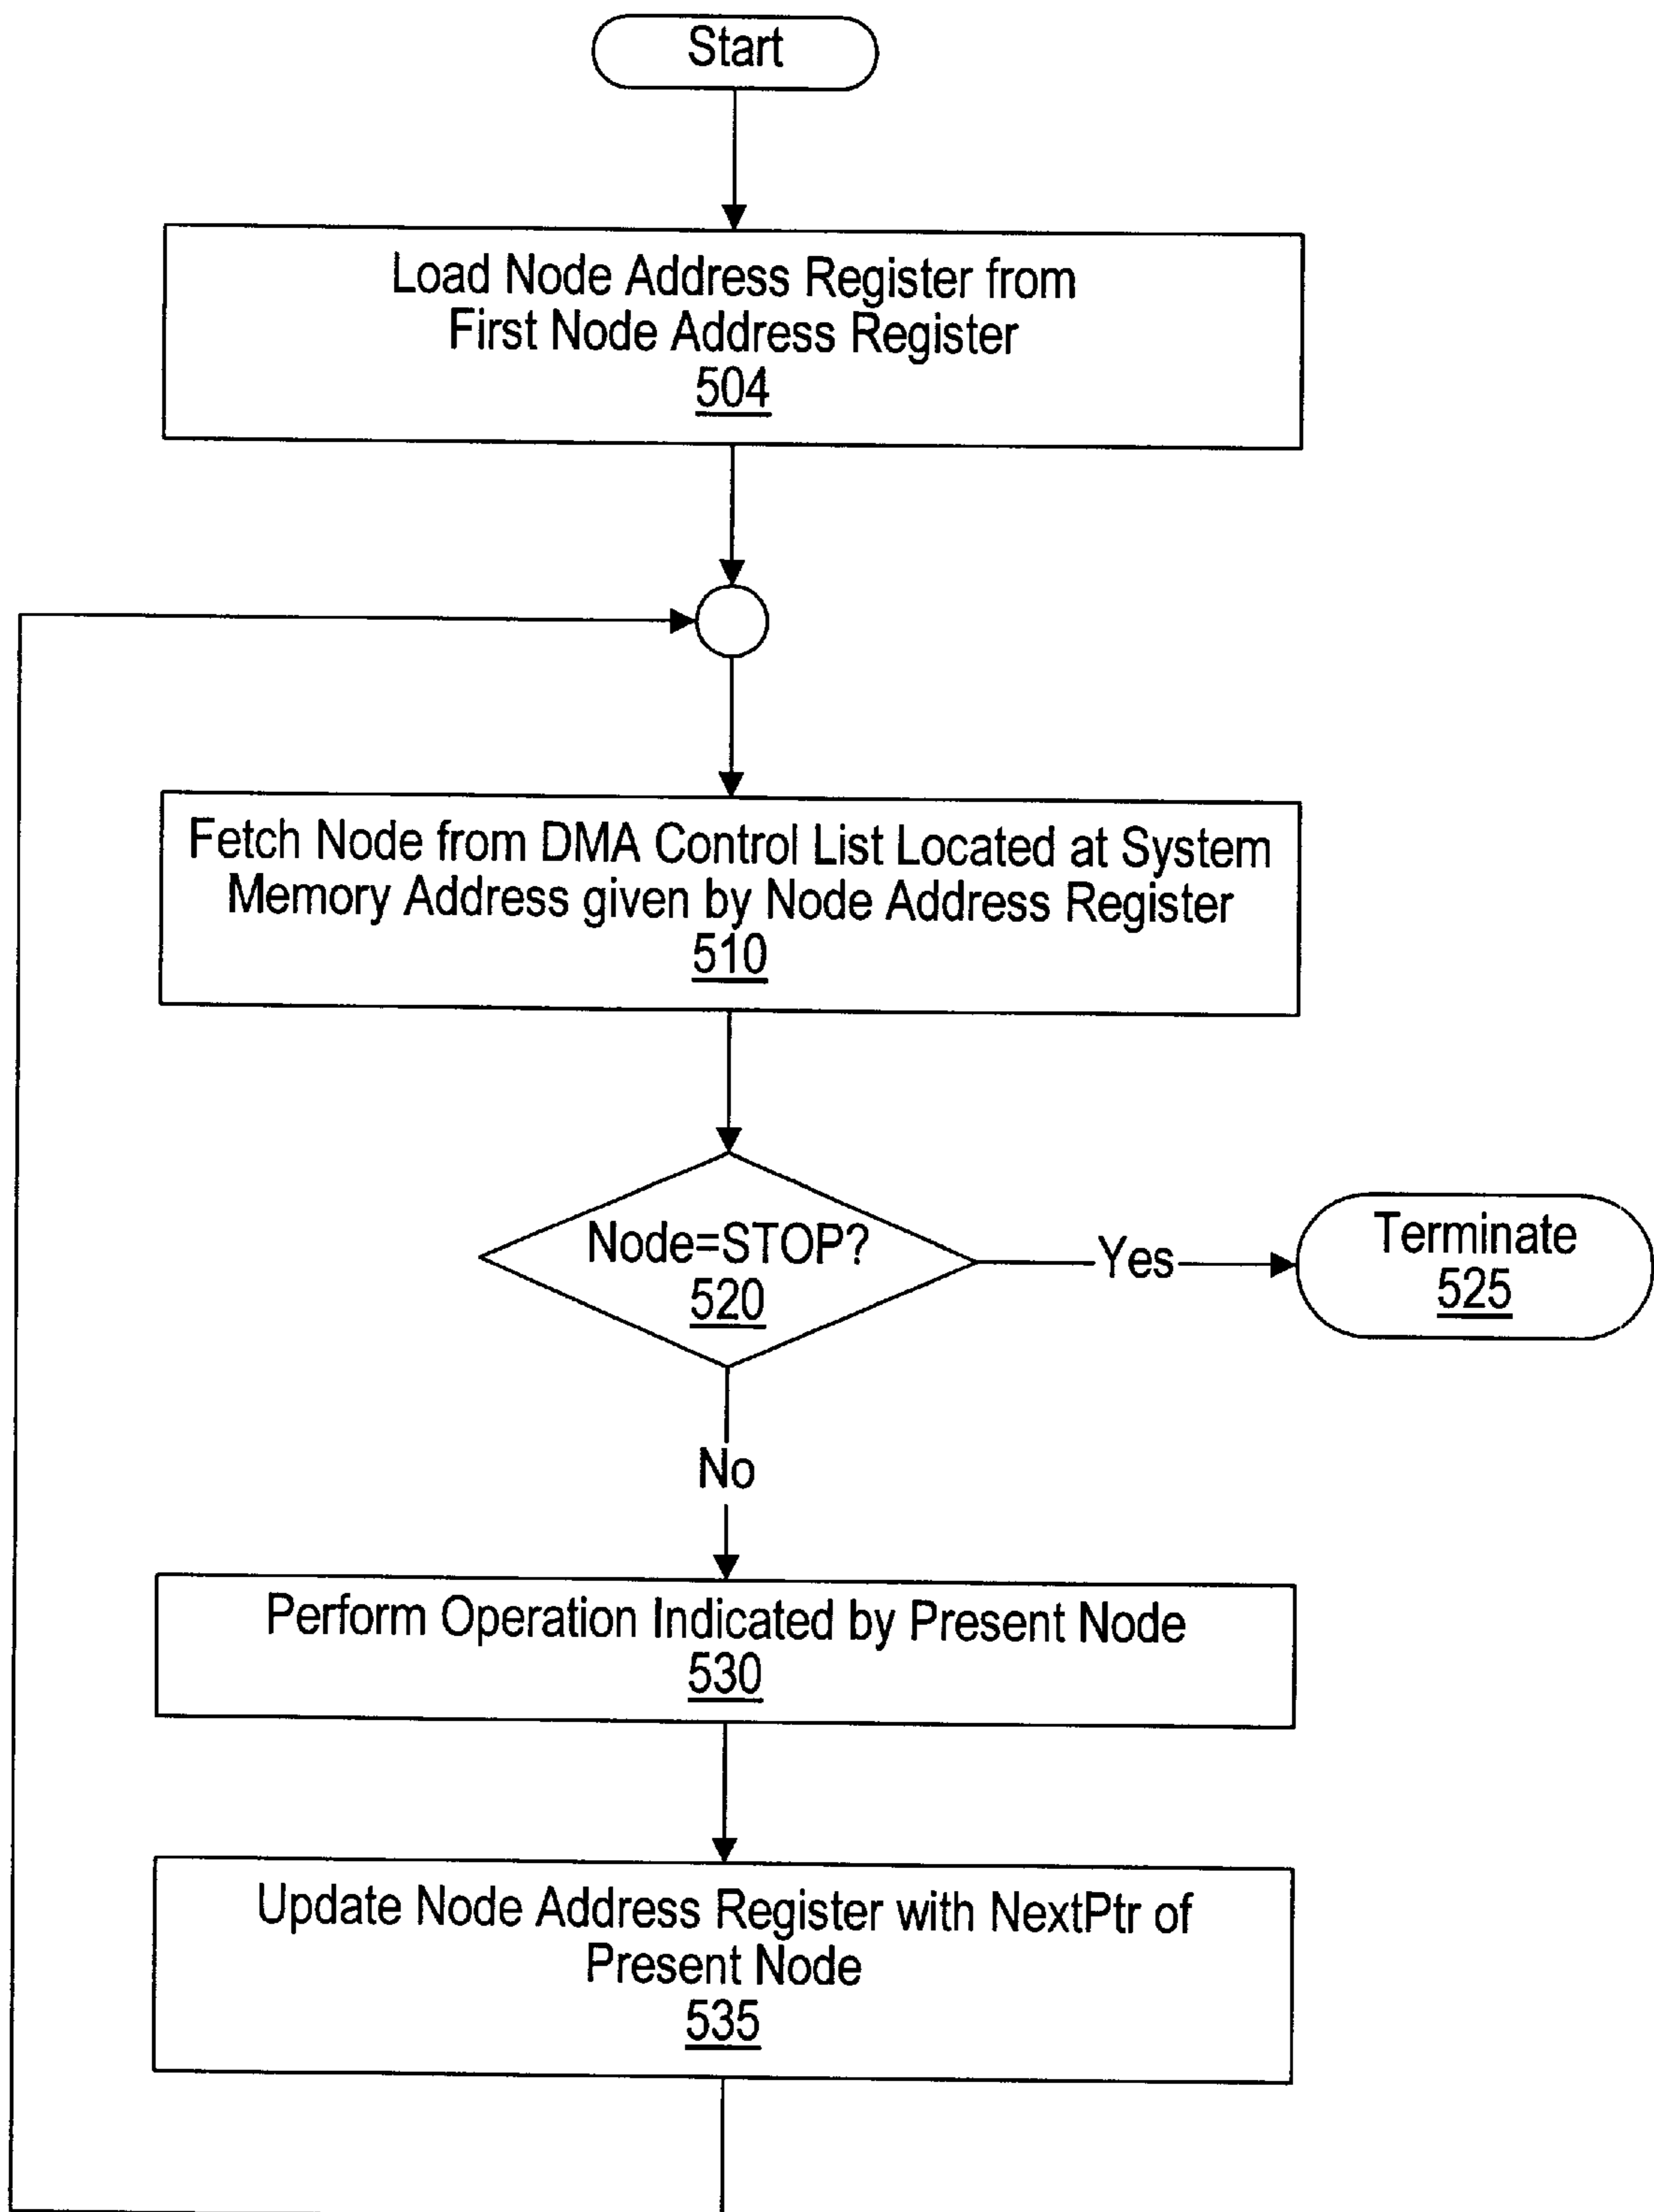 Start
Load Node Address Register from
First Node Address Register
504
Fetch Node from DMA Control List Located at System
Memory Address given by Node Address Register
510
Node=STOP?
520
Yes
Terminate
525
No
Perform Operation Indicated by Present Node
530
Update Node Address Register with NextPtr of
Present Node
535